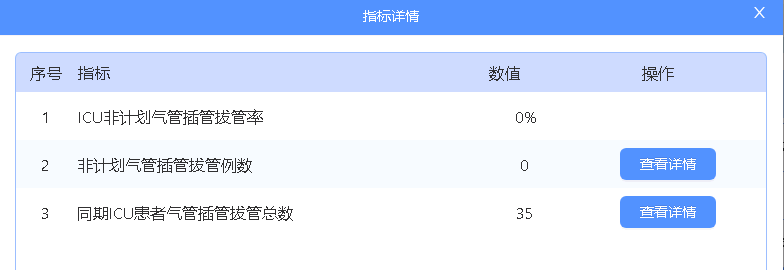 指标详情 X
序号 指标 数值 操作
1 ICU非计划气管插管拔管率 0%
2 非计划气管插管拔管例数 0 查看详情
3 同期ICU患者气管插管拔管总数 35 查看详情